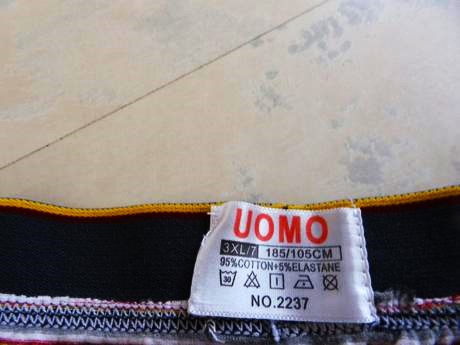 UOMO
3XL/7 185/105CM
95%COTTON+5%ELASTANE
30
NO.2237